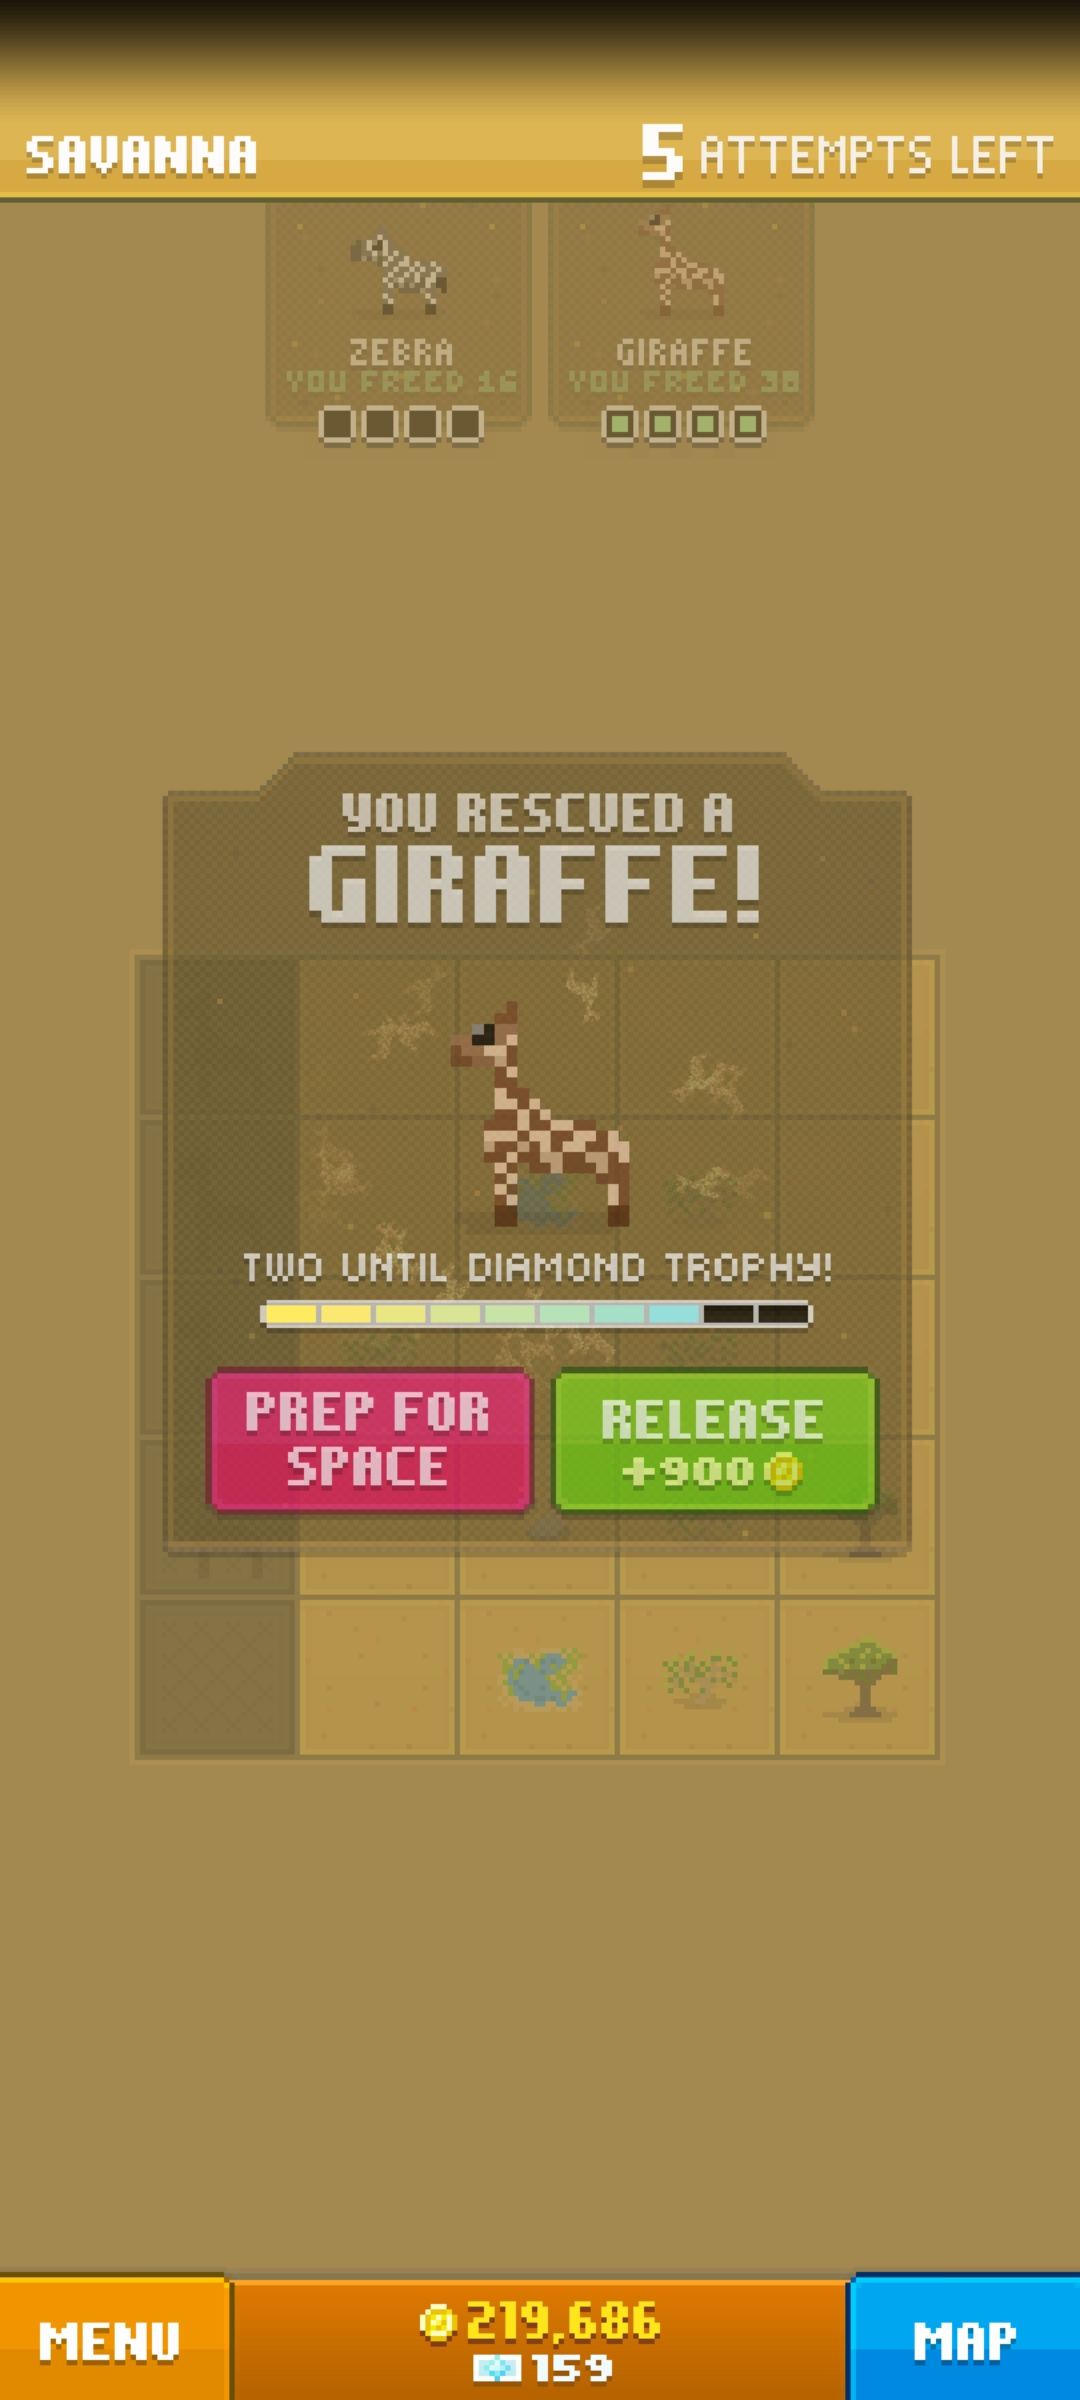 SAVANNA
5 ATTEMPTS LEFT
ZEBRA
YOU FREED 16
GIRAFFE
YOU FREED 38
YOU RESCUED A
GIRAFFE!
TWO UNTIL DIAMOND TROPHY!
PREP FOR
SPACE
RELEASE
+900
MENU
219,686
159
MAP